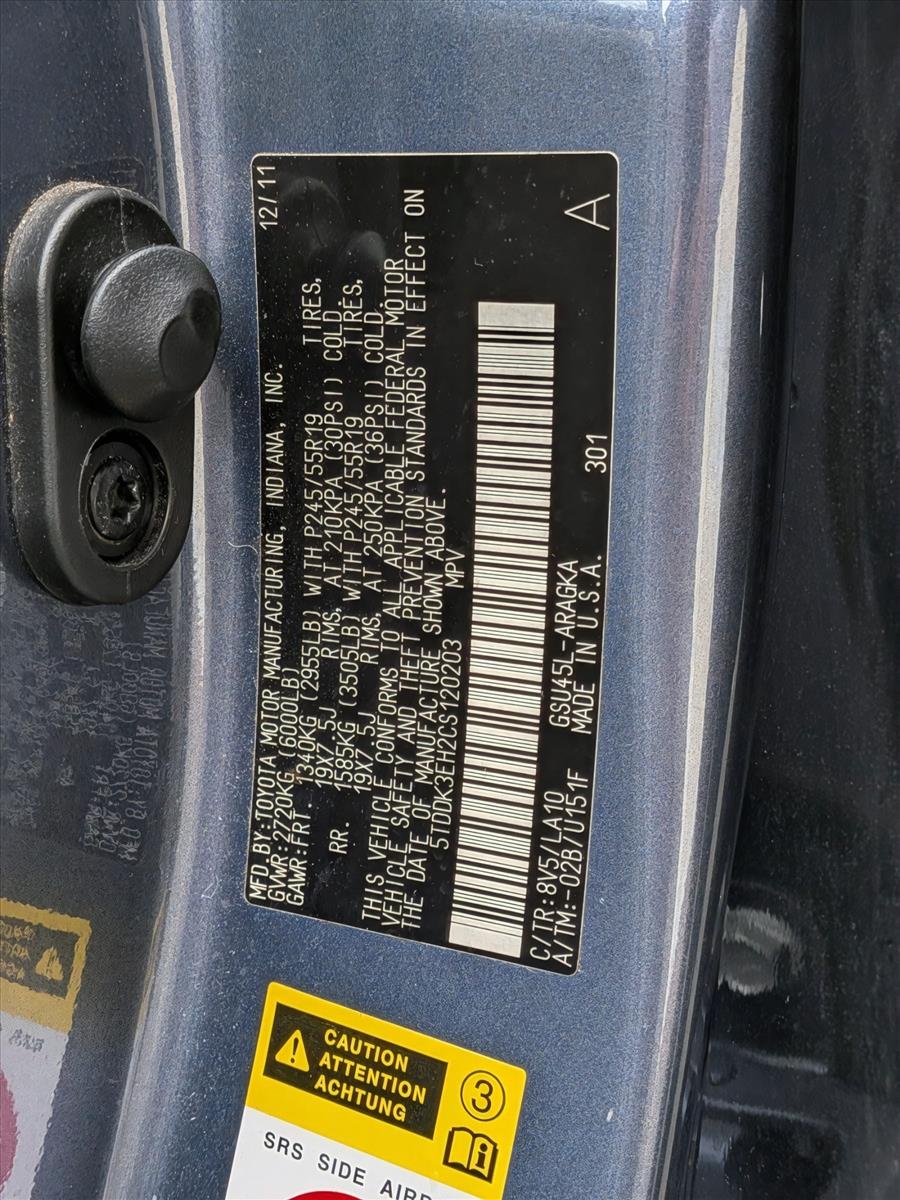 MFD.BY:TOYOTA MOTOR MANUFACTURING, INDIANA, INC. 12/11
GVWR:2720KG (6000LB)
GAWR:FRT 1340KG (2955LB) WITH P245/55R19 TIRES,
19X7.5J RIMS, AT 210KPA (30PSI) COLD.
RR. 1585KG (3505LB) WITH P245/55R19 TIRES,
19X7.5J RIMS, AT 250KPA (36PSI) COLD.
THIS VEHICLE CONFORMS TO ALL APPLICABLE FEDERAL MOTOR
VEHICLE SAFETY AND THEFT PREVENTION STANDARDS IN EFFECT ON
THE DATE OF MANUFACTURE SHOWN ABOVE.
5TDDK3EH2CS120203 MPV
C/TR:8V5/LA10 GSU45L-ARAGKA 301 A
A/TM:-02B/U151F MADE IN U.S.A.
CAUTION
ATTENTION
ACHTUNG
3
SRS SIDE